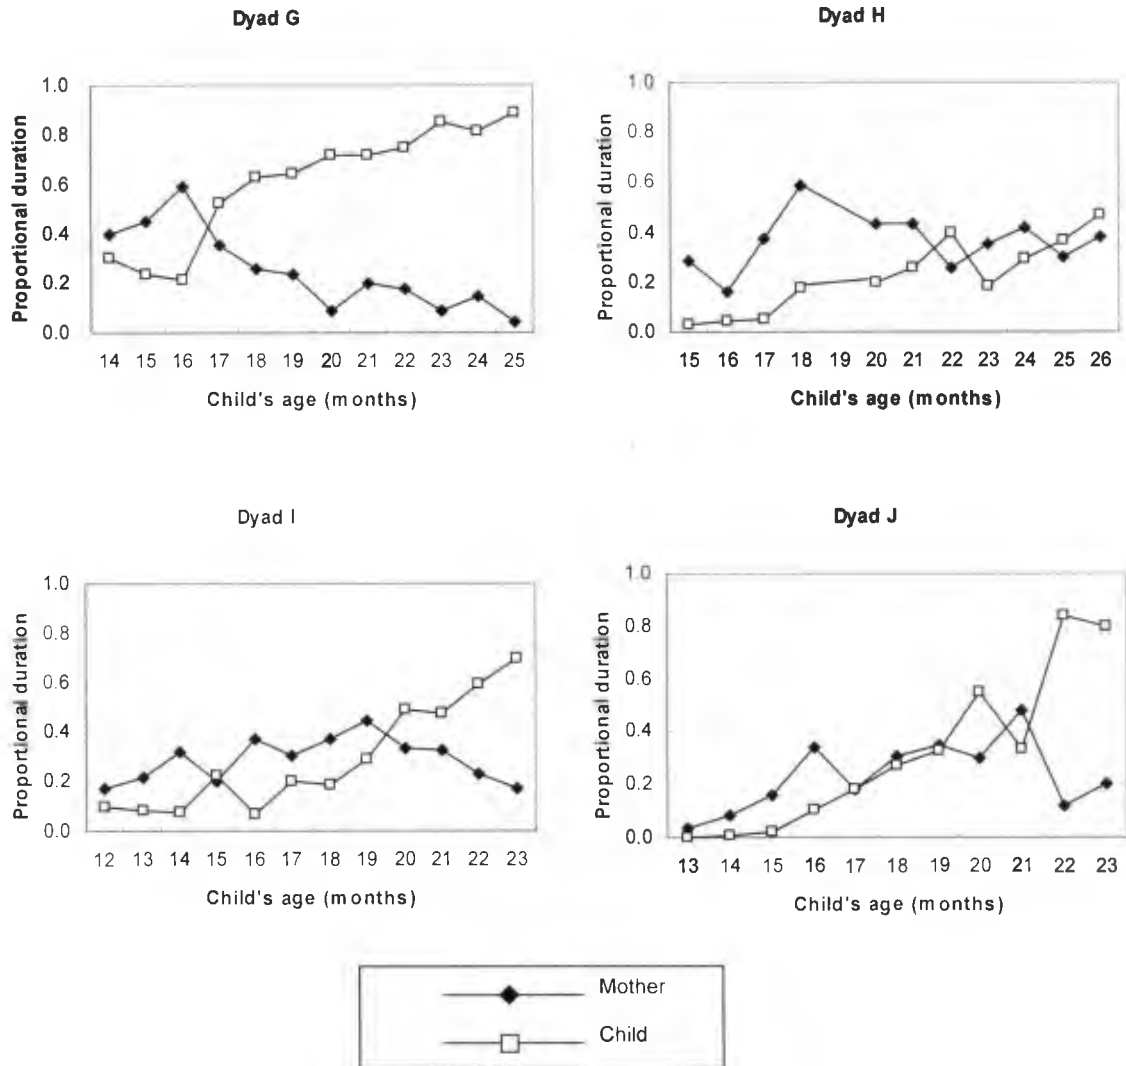 Dyad G
Proportional duration
1.0
0.8
0.6
0.4
0.2
0.0
14 15 16 17 18 19 20 21 22 23 24 25
Child's age (months)
Dyad H
Proportional duration
1.0
0.8
0.6
0.4
0.2
0.0
15 16 17 18 19 20 21 22 23 24 25 26
Child's age (months)
Dyad I
Proportional duration
1.0
0.8
0.6
0.4
0.2
0.0
12 13 14 15 16 17 18 19 20 21 22 23
Child's age (months)
Dyad J
Proportional duration
1.0
0.8
0.6
0.4
0.2
0.0
13 14 15 16 17 18 19 20 21 22 23
Child's age (months)
Mother
Child